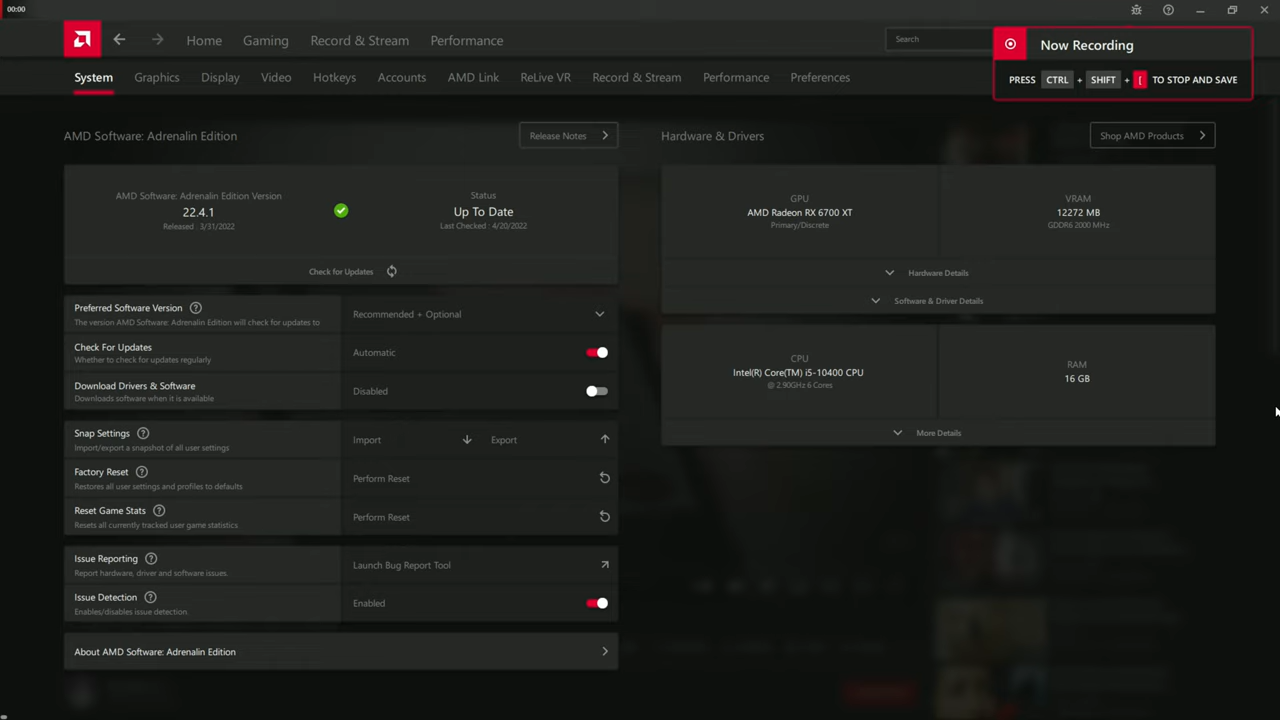 00:00
Home
Gaming
Record & Stream
Performance
Search
Now Recording
PRESS CTRL + SHIFT + [ TO STOP AND SAVE
System
Graphics
Display
Video
Hotkeys
Accounts
AMD Link
ReLive VR
Record & Stream
Performance
Preferences
AMD Software: Adrenalin Edition
Release Notes
AMD Software: Adrenalin Edition Version
22.4.1
Released : 3/31/2022
Status
Up To Date
Last Checked : 4/20/2022
Check for Updates
Preferred Software Version
The version AMD Software: Adrenalin Edition will check for updates to
Recommended + Optional
Check For Updates
Whether to check for updates regularly
Automatic
Download Drivers & Software
Downloads software when it is available
Disabled
Snap Settings
Import/export a snapshot of all user settings
Import
Export
Factory Reset
Restores all user settings and profiles to defaults
Perform Reset
Reset Game Stats
Resets all currently tracked user game statistics
Perform Reset
Issue Reporting
Report hardware, driver and software issues.
Launch Bug Report Tool
Issue Detection
Enables/disables issue detection.
Enabled
About AMD Software: Adrenalin Edition
Hardware & Drivers
Shop AMD Products
GPU
AMD Radeon RX 6700 XT
Primary/Discrete
VRAM
12272 MB
GDDR6 2000 MHz
Hardware Details
Software & Driver Details
CPU
Intel(R) Core(TM) i5-10400 CPU
@ 2.90GHz 6 Cores
RAM
16 GB
More Details